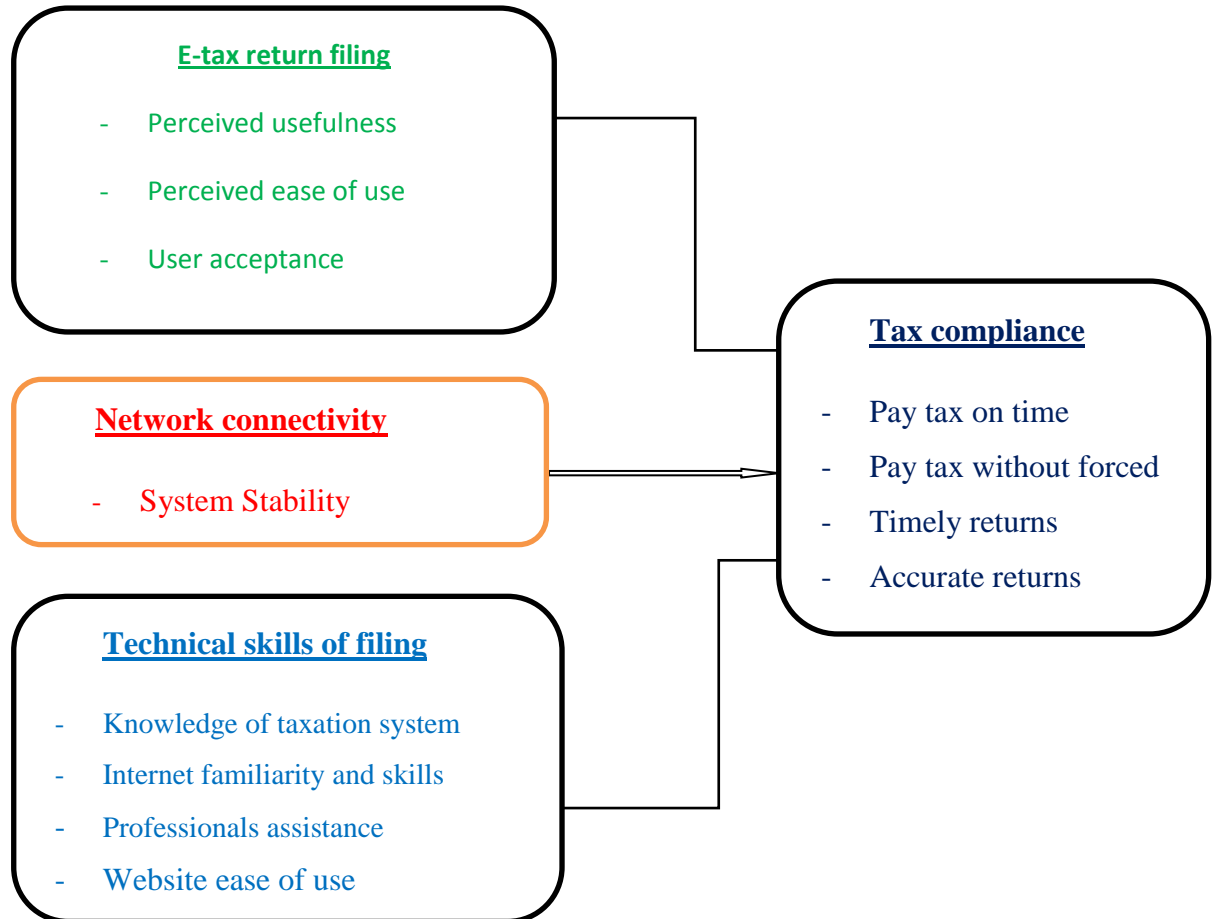 E-tax return filing
- Perceived usefulness
- Perceived ease of use
- User acceptance
Network connectivity
- System Stability
Technical skills of filing
- Knowledge of taxation system
- Internet familiarity and skills
- Professionals assistance
- Website ease of use
Tax compliance
- Pay tax on time
- Pay tax without forced
- Timely returns
- Accurate returns